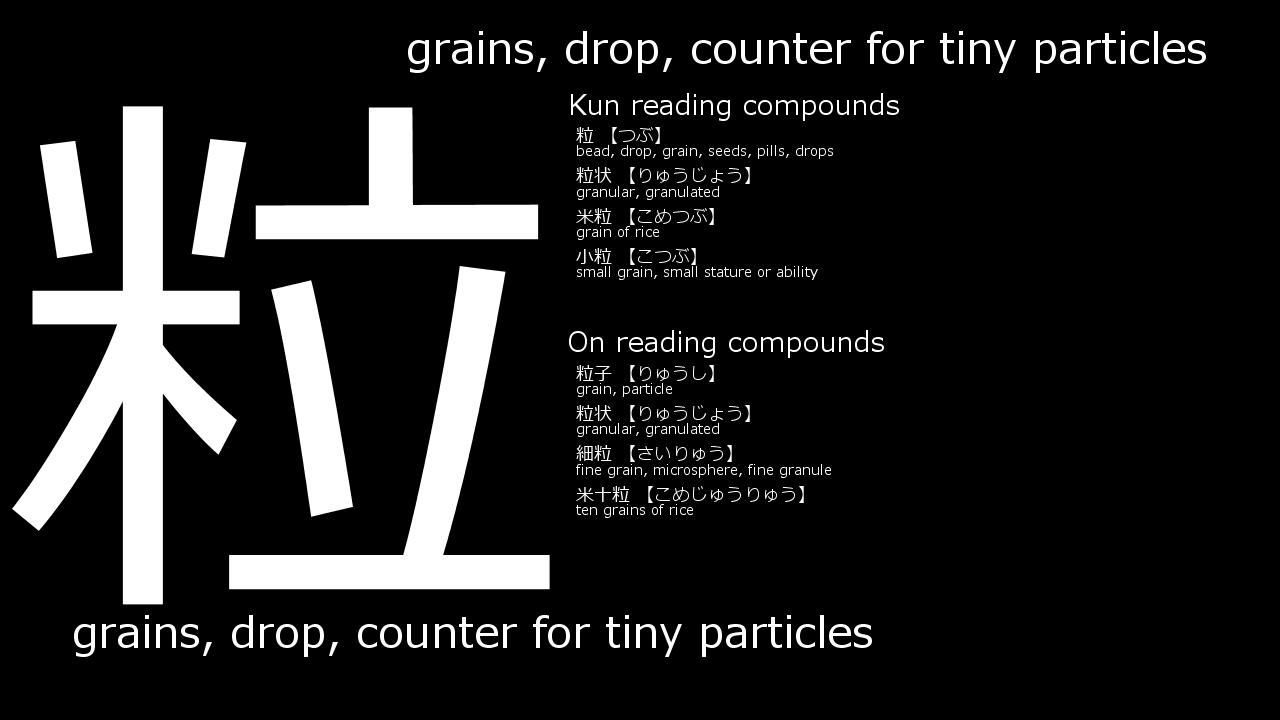 grains, drop, counter for tiny particles
粒
Kun reading compounds
粒 【つぶ】
bead, drop, grain, seeds, pills, drops
粒状 【りゅうじょう】
granular, granulated
米粒 【こめつぶ】
grain of rice
小粒 【こつぶ】
small grain, small stature or ability
On reading compounds
粒子 【りゅうし】
grain, particle
粒状 【りゅうじょう】
granular, granulated
細粒 【さいりゅう】
fine grain, microsphere, fine granule
米十粒 【こめじゅうりゅう】
ten grains of rice
grains, drop, counter for tiny particles